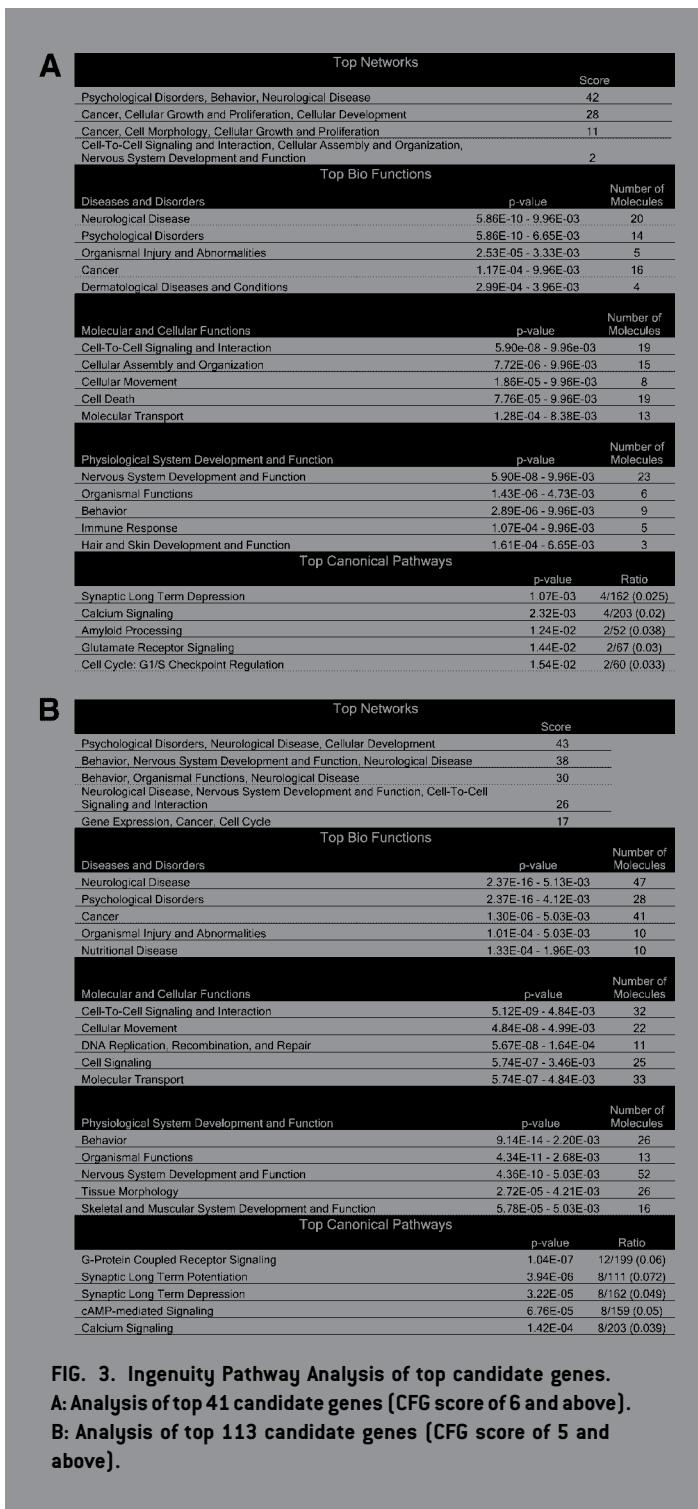 A
Top Networks
Score
Psychological Disorders, Behavior, Neurological Disease 42
Cancer, Cellular Growth and Proliferation, Cellular Development 28
Cancer, Cell Morphology, Cellular Growth and Proliferation 11
Cell-To-Cell Signaling and Interaction, Cellular Assembly and Organization,
Nervous System Development and Function 2
Top Bio Functions
Number of
Diseases and Disorders p-value Molecules
Neurological Disease 5.86E-10 - 9.96E-03 20
Psychological Disorders 5.86E-10 - 6.65E-03 14
Organismal Injury and Abnormalities 2.53E-05 - 3.33E-03 5
Cancer 1.17E-04 - 9.96E-03 16
Dermatological Diseases and Conditions 2.99E-04 - 3.96E-03 4
Number of
Molecular and Cellular Functions p-value Molecules
Cell-To-Cell Signaling and Interaction 5.90e-08 - 9.96e-03 19
Cellular Assembly and Organization 7.72E-06 - 9.96E-03 15
Cellular Movement 1.86E-05 - 9.96E-03 8
Cell Death 7.76E-05 - 9.96E-03 19
Molecular Transport 1.28E-04 - 8.38E-03 13
Number of
Physiological System Development and Function p-value Molecules
Nervous System Development and Function 5.90E-08 - 9.96E-03 23
Organismal Functions 1.43E-06 - 4.73E-03 6
Behavior 2.89E-06 - 9.96E-03 9
Immune Response 1.07E-04 - 9.96E-03 5
Hair and Skin Development and Function 1.61E-04 - 6.65E-03 3
Top Canonical Pathways
p-value Ratio
Synaptic Long Term Depression 1.07E-03 4/162 (0.025)
Calcium Signaling 2.32E-03 4/203 (0.02)
Amyloid Processing 1.24E-02 2/52 (0.038)
Glutamate Receptor Signaling 1.44E-02 2/67 (0.03)
Cell Cycle: G1/S Checkpoint Regulation 1.54E-02 2/60 (0.033)
B
Top Networks
Score
Psychological Disorders, Neurological Disease, Cellular Development 43
Behavior, Nervous System Development and Function, Neurological Disease 38
Behavior, Organismal Functions, Neurological Disease 30
Neurological Disease, Nervous System Development and Function, Cell-To-Cell
Signaling and Interaction 26
Gene Expression, Cancer, Cell Cycle 17
Top Bio Functions
Number of
Diseases and Disorders p-value Molecules
Neurological Disease 2.37E-16 - 5.13E-03 47
Psychological Disorders 2.37E-16 - 4.12E-03 28
Cancer 1.30E-06 - 5.03E-03 41
Organismal Injury and Abnormalities 1.01E-04 - 5.03E-03 10
Nutritional Disease 1.33E-04 - 1.96E-03 10
Number of
Molecular and Cellular Functions p-value Molecules
Cell-To-Cell Signaling and Interaction 5.12E-09 - 4.84E-03 32
Cellular Movement 4.84E-08 - 4.99E-03 22
DNA Replication, Recombination, and Repair 5.67E-08 - 1.64E-04 11
Cell Signaling 5.74E-07 - 3.46E-03 25
Molecular Transport 5.74E-07 - 4.84E-03 33
Number of
Physiological System Development and Function p-value Molecules
Behavior 9.14E-14 - 2.20E-03 26
Organismal Functions 4.34E-11 - 2.68E-03 13
Nervous System Development and Function 4.36E-10 - 5.03E-03 52
Tissue Morphology 2.72E-05 - 4.21E-03 26
Skeletal and Muscular System Development and Function 5.78E-05 - 5.03E-03 16
Top Canonical Pathways
p-value Ratio
G-Protein Coupled Receptor Signaling 1.04E-07 12/199 (0.06)
Synaptic Long Term Potentiation 3.94E-06 8/111 (0.072)
Synaptic Long Term Depression 3.22E-05 8/162 (0.049)
cAMP-mediated Signaling 6.76E-05 8/159 (0.05)
Calcium Signaling 1.42E-04 8/203 (0.039)
FIG. 3. Ingenuity Pathway Analysis of top candidate genes.
A: Analysis of top 41 candidate genes (CFG score of 6 and above).
B: Analysis of top 113 candidate genes (CFG score of 5 and
above).